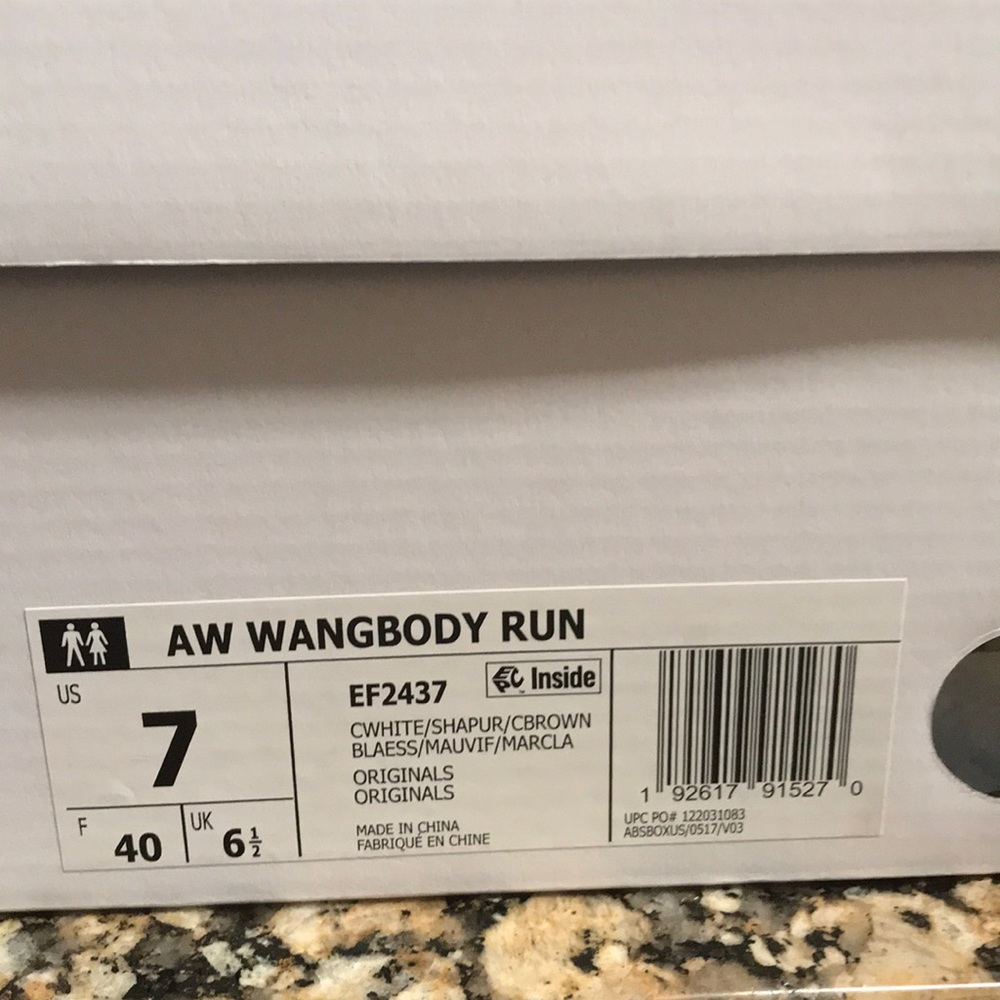 AW WANGBODY RUN
US
7
F 40
UK 6½
EF2437
Inside
CWHITE/SHAPUR/CBROWN
BLAESS/MAUVIF/MARCLA
ORIGINALS
ORIGINALS
MADE IN CHINA
FABRIQUÉ EN CHINE
1 92617 91527 0
UPC PO# 122031083
ABSBOXUS/0517/V03